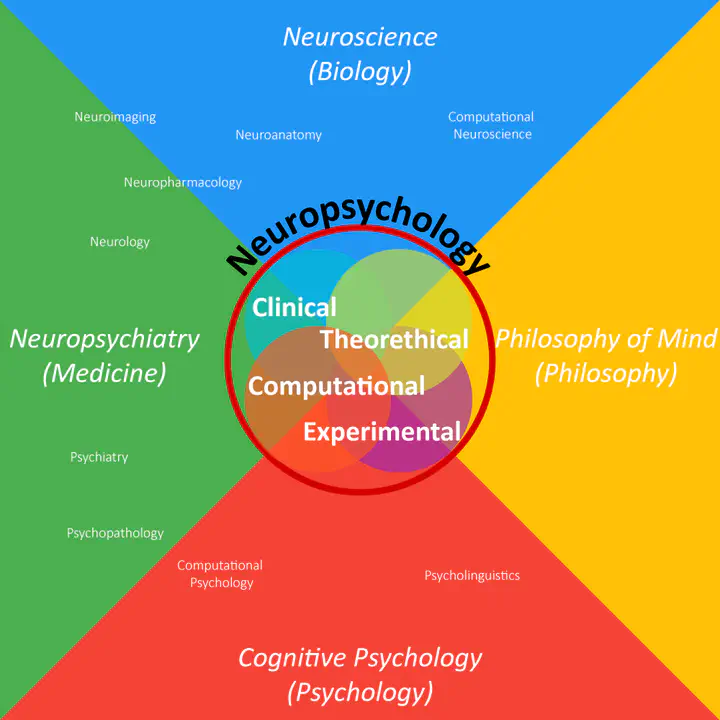 Neuroscience
(Biology)
Neuroimaging
Neuroanatomy
Computational
Neuroscience
Neuropharmacology
Neurology
Neuropsychology
Clinical
Theorethical
Computational
Experimental
Neuropsychiatry
(Medicine)
Philosophy of Mind
(Philosophy)
Psychiatry
Psychopathology
Computational
Psychology
Psycholinguistics
Cognitive Psychology
(Psychology)